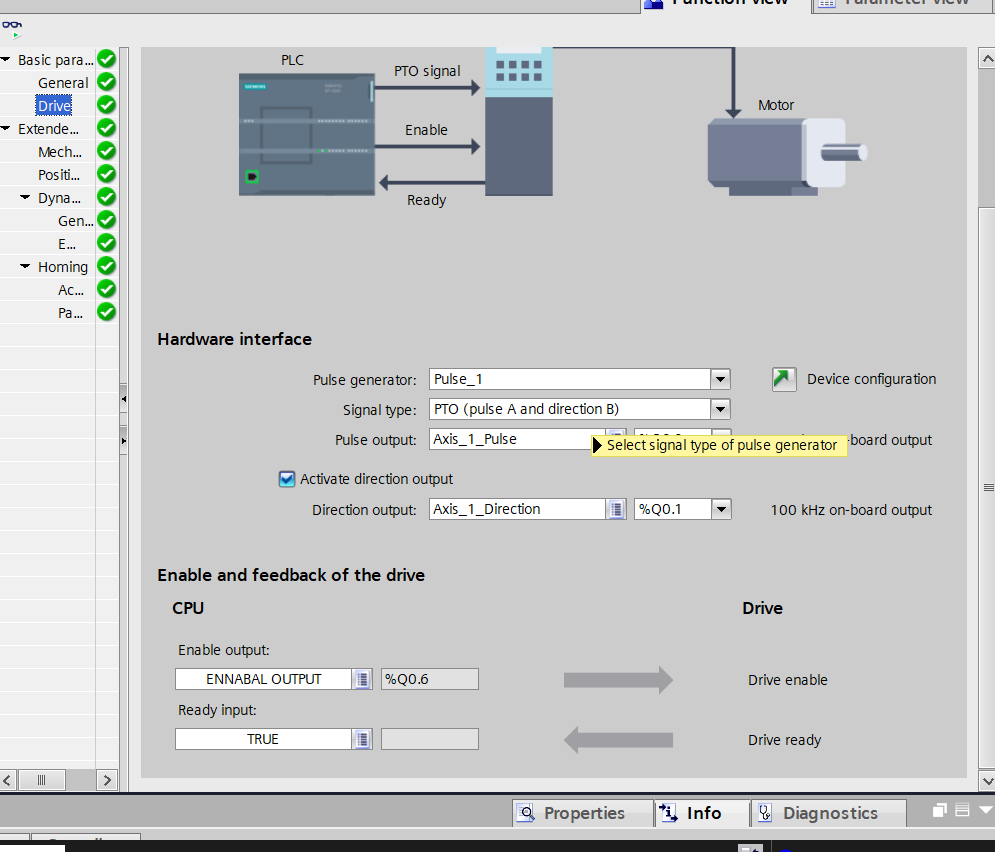 Function view
Parameter view
Basic para...
General
Drive
Extende...
Mech...
Positi...
Dyna...
Gen...
E...
Homing
Ac...
Pa...
PLC
SIEMENS
PTO signal
Enable
Ready
Motor
Hardware interface
Pulse generator: Pulse_1 Device configuration
Signal type: PTO (pulse A and direction B)
Pulse output: Axis_1_Pulse -board output
Select signal type of pulse generator
Activate direction output
Direction output: Axis_1_Direction %Q0.1 100 kHz on-board output
Enable and feedback of the drive
CPU Drive
Enable output:
ENNABAL OUTPUT %Q0.6 Drive enable
Ready input:
TRUE Drive ready
Properties Info Diagnostics